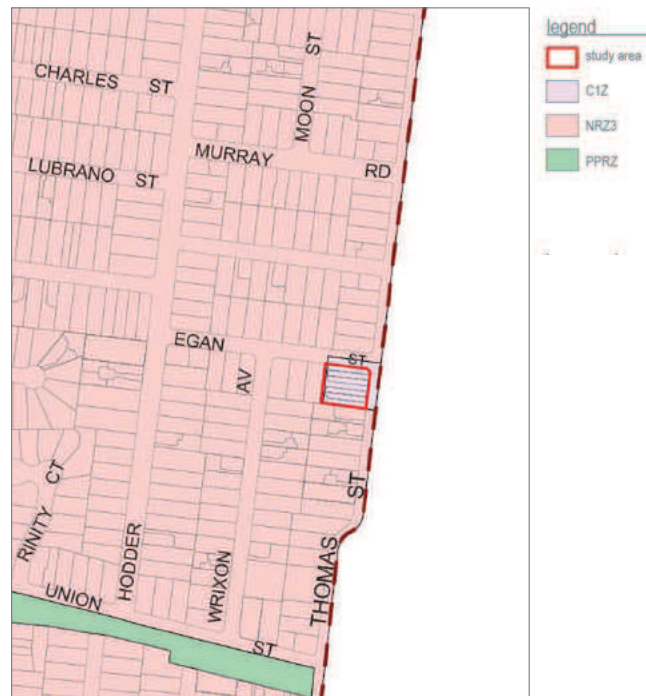 legend
study area
C1Z
NRZ3
PPRZ
ST
MOON
CHARLES ST
MURRAY RD
LUBRANO ST
EGAN ST
AV
WRIXON
HODDER
RINITY CT
THOMAS ST
UNION ST